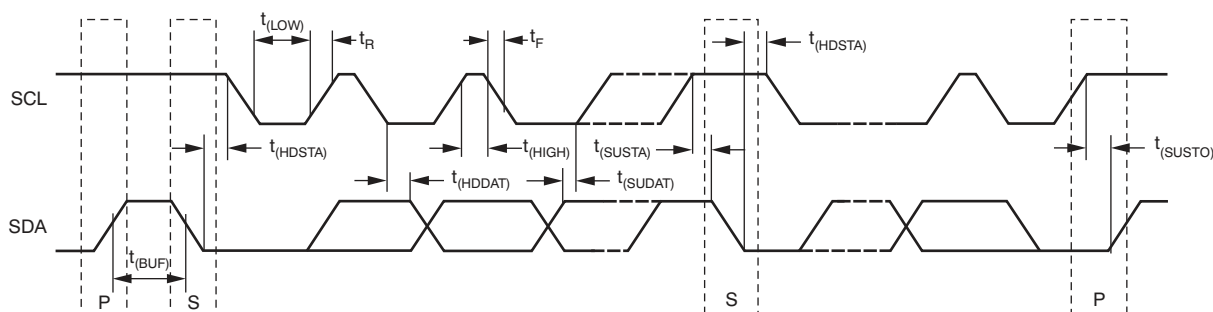 t(LOW)
tR
tF
t(HDSTA)
SCL
t(HDSTA)
t(HIGH)
t(SUSTA)
t(SUSTO)
t(HDDAT)
t(SUDAT)
SDA
t(BUF)
P
S
S
P